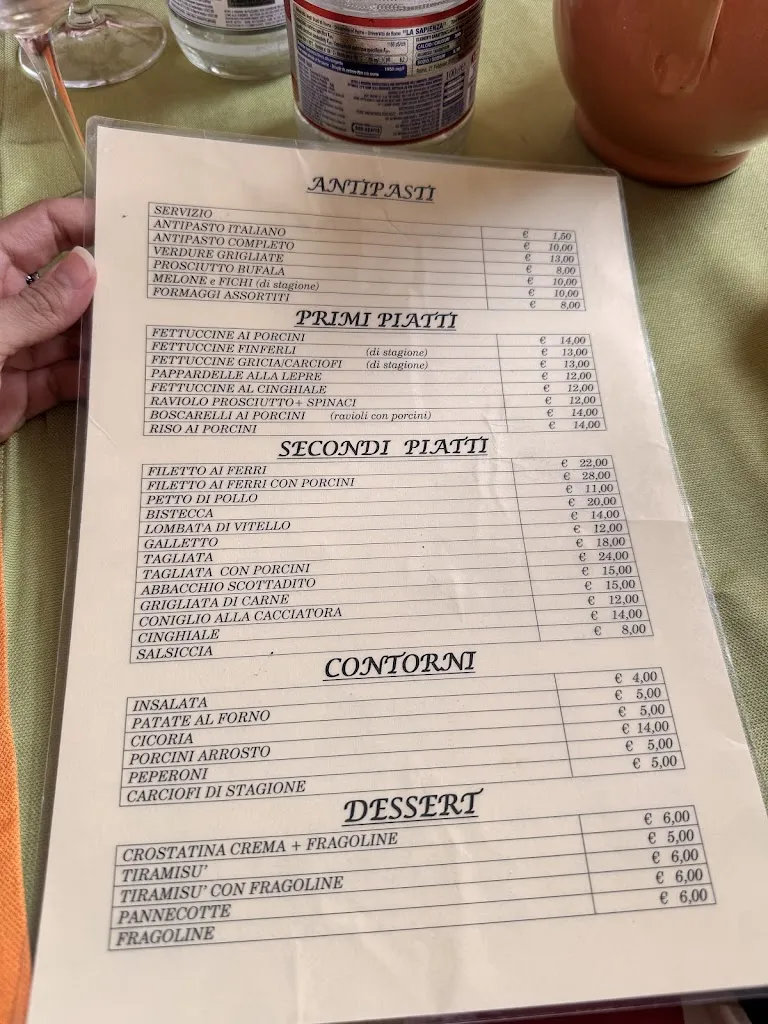 "LA SAPIENZA"
ANTIPASTI
SERVIZIO € 1,50
ANTIPASTO ITALIANO € 10,00
ANTIPASTO COMPLETO € 13,00
VERDURE GRIGLIATE € 8,00
PROSCIUTTO BUFALA € 10,00
MELONE e FICHI (di stagione) € 10,00
FORMAGGI ASSORTITI € 8,00
PRIMI PIATTI
FETTUCCINE AI PORCINI € 14,00
FETTUCCINE FINFERLI (di stagione) € 13,00
FETTUCCINE GRICIA/CARCIOFI (di stagione) € 13,00
PAPPARDELLE ALLA LEPRE € 12,00
FETTUCCINE AL CINGHIALE € 12,00
RAVIOLO PROSCIUTTO+ SPINACI € 12,00
BOSCARELLI AI PORCINI (ravioli con porcini) € 14,00
RISO AI PORCINI € 14,00
SECONDI PIATTI
FILETTO AI FERRI € 22,00
FILETTO AI FERRI CON PORCINI € 28,00
PETTO DI POLLO € 11,00
BISTECCA € 20,00
LOMBATA DI VITELLO € 14,00
GALLETTO € 12,00
TAGLIATA € 18,00
TAGLIATA CON PORCINI € 24,00
ABBACCHIO SCOTTADITO € 15,00
GRIGLIATA DI CARNE € 15,00
CONIGLIO ALLA CACCIATORA € 12,00
CINGHIALE € 14,00
SALSICCIA € 8,00
CONTORNI
INSALATA € 4,00
PATATE AL FORNO € 5,00
CICORIA € 5,00
PORCINI ARROSTO € 14,00
PEPERONI € 5,00
CARCIOFI DI STAGIONE € 5,00
DESSERT
CROSTATINA CREMA + FRAGOLINE € 6,00
TIRAMISU' € 5,00
TIRAMISU' CON FRAGOLINE € 6,00
PANNECOTTE € 6,00
FRAGOLINE € 6,00